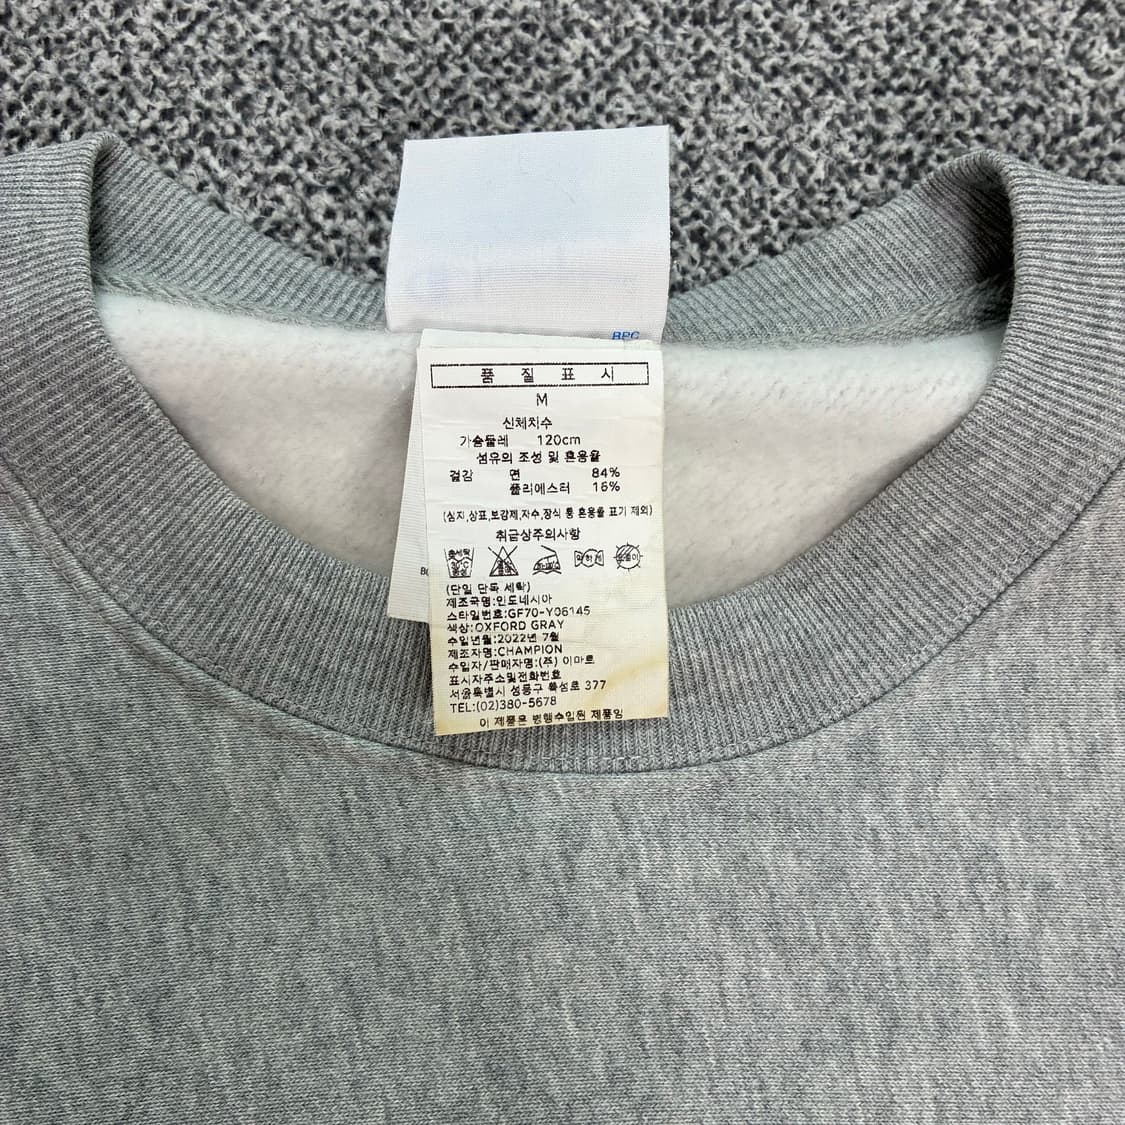 BPC
품 질 표 시
M
신체치수
가슴둘레 120cm
섬유의 조성 및 혼용율
겉감 면 84%
폴리에스터 16%
(심지,상표,보강제,자수,장식 등 혼용율 표기 제외)
취급상주의사항
약하게
(단일 단독 세탁)
제조국명:인도네시아
스타일번호:GF70-Y06145
색상:OXFORD GRAY
수입년월:2022년 7월
제조자명:CHAMPION
수입자/판매자명:(주) 이마로
표시자주소및전화번호
서울특별시 성동구 뚝섬로 377
TEL:(02)380-5678
이 제품은 병행수입원 제품임